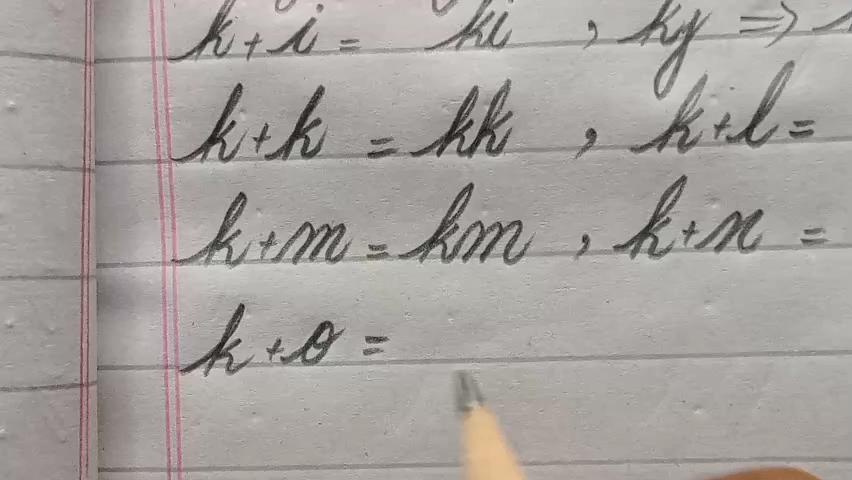 k + i = ki , ky ⇒
k + k = kk , k + l =
k + m = km , k + n =
k + o =